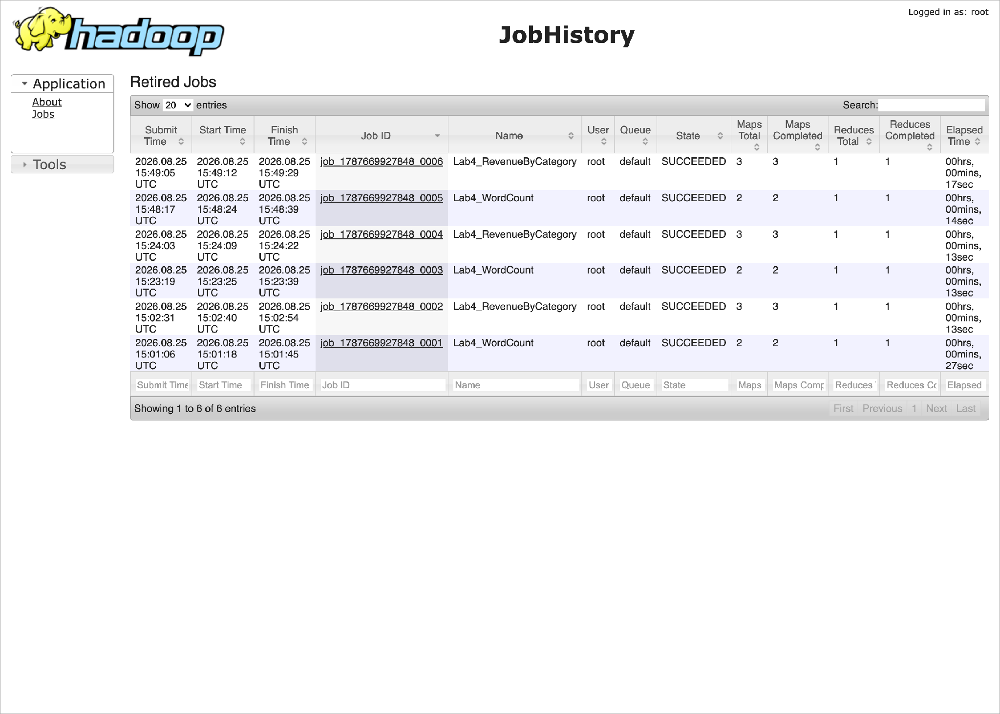 hadoop
Logged in as: root
JobHistory
Application
About
Jobs
Tools
Retired Jobs
Show 20 entries
Search:
Submit Time Start Time Finish Time Job ID Name User Queue State Maps Total Maps Completed Reduces Total Reduces Completed Elapsed Time
2026.08.25 2026.08.25 2026.08.25 job_1787669927848_0006 Lab4_RevenueByCategory root default SUCCEEDED 3 3 1 1 00hrs,
15:49:05 15:49:12 15:49:29 00mins,
UTC UTC UTC 17sec
2026.08.25 2026.08.25 2026.08.25 job_1787669927848_0005 Lab4_WordCount root default SUCCEEDED 2 2 1 1 00hrs,
15:48:17 15:48:24 15:48:39 00mins,
UTC UTC UTC 14sec
2026.08.25 2026.08.25 2026.08.25 job_1787669927848_0004 Lab4_RevenueByCategory root default SUCCEEDED 3 3 1 1 00hrs,
15:24:03 15:24:09 15:24:22 00mins,
UTC UTC UTC 13sec
2026.08.25 2026.08.25 2026.08.25 job_1787669927848_0003 Lab4_WordCount root default SUCCEEDED 2 2 1 1 00hrs,
15:23:19 15:23:25 15:23:39 00mins,
UTC UTC UTC 13sec
2026.08.25 2026.08.25 2026.08.25 job_1787669927848_0002 Lab4_RevenueByCategory root default SUCCEEDED 3 3 1 1 00hrs,
15:02:31 15:02:40 15:02:54 00mins,
UTC UTC UTC 13sec
2026.08.25 2026.08.25 2026.08.25 job_1787669927848_0001 Lab4_WordCount root default SUCCEEDED 2 2 1 1 00hrs,
15:01:06 15:01:18 15:01:45 00mins,
UTC UTC UTC 27sec
Submit Time Start Time Finish Time Job ID Name User Queue State Maps Maps Comp Reduces Reduces Co Elapsed
Showing 1 to 6 of 6 entries
First Previous 1 Next Last